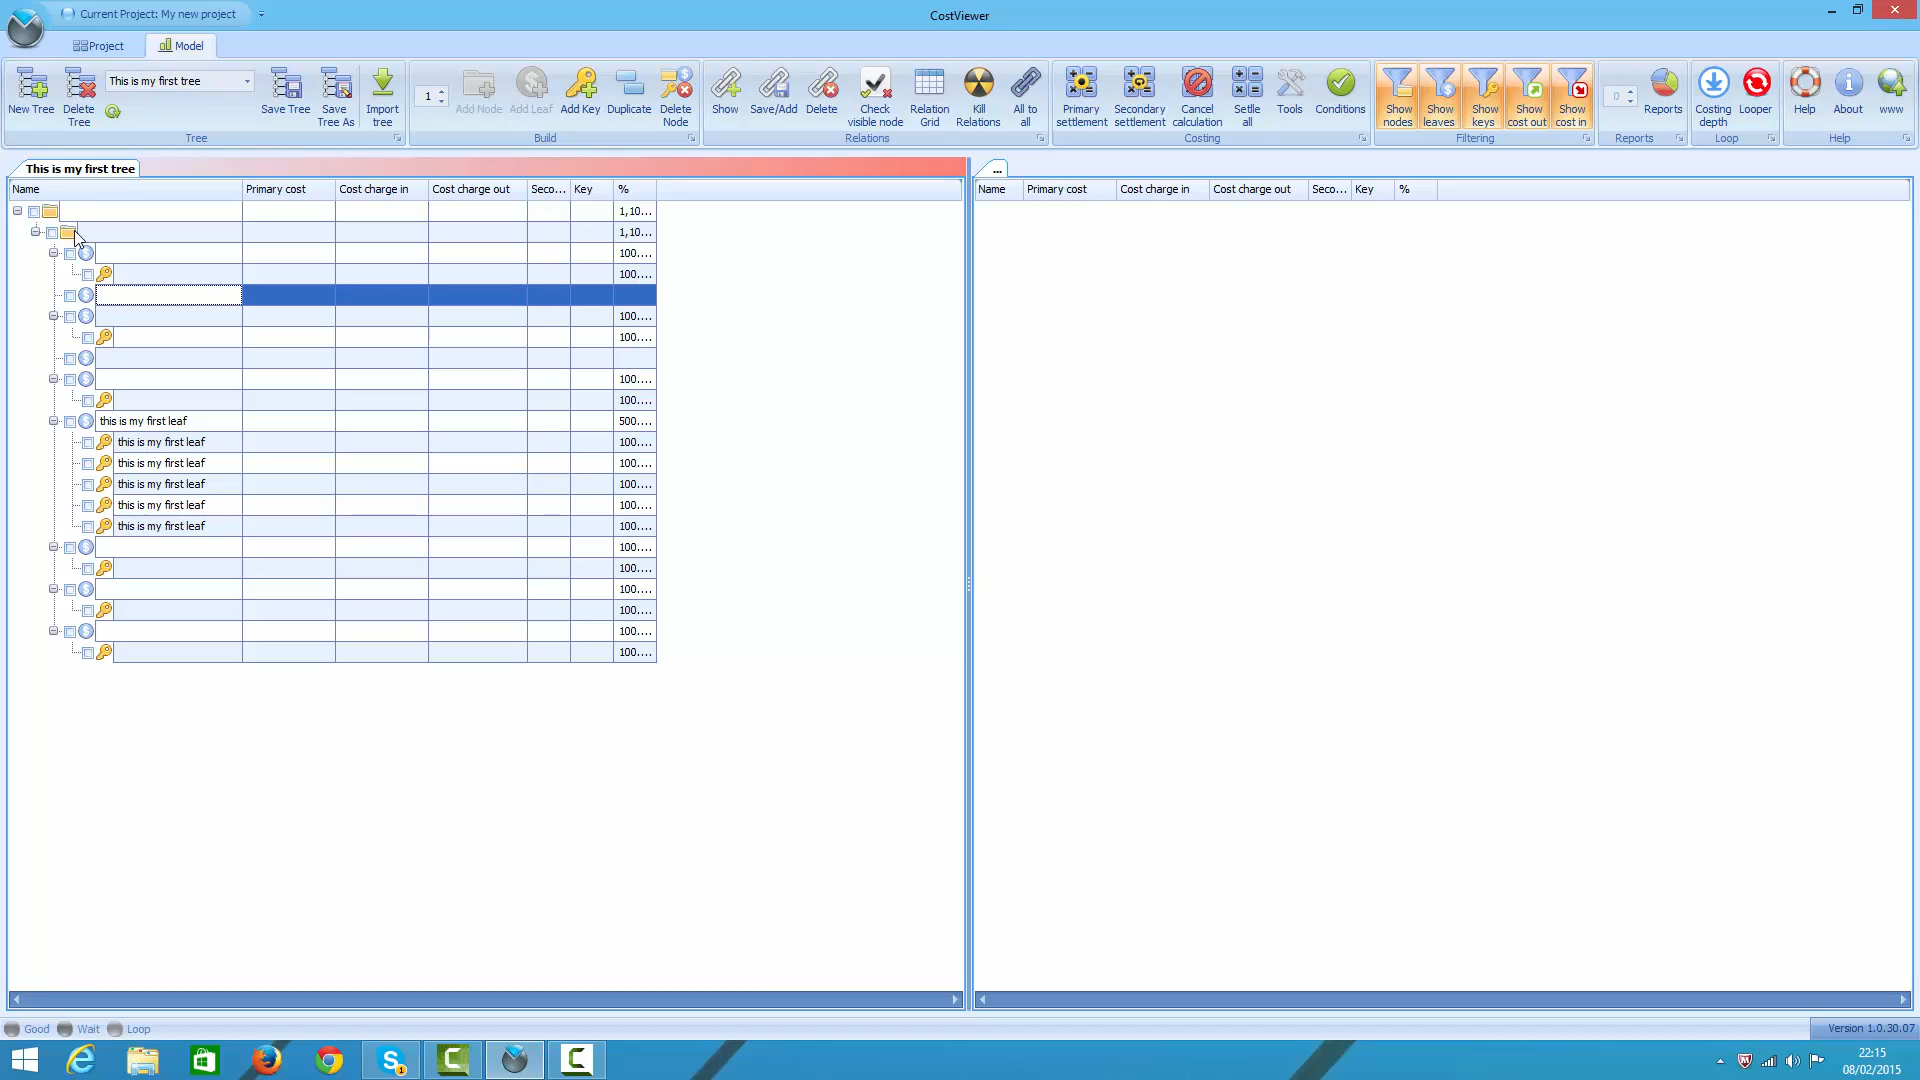 Current Project: My new project
CostViewer
Project Model
New Tree
Delete Tree
This is my first tree
Save Tree
Save Tree As
Import tree
Tree
1
Add Node
Add Leaf
Add Key
Duplicate
Delete Node
Build
Show
Save/Add
Delete
Check visible node
Relation Grid
Kill Relations
All to all
Relations
Primary settlement
Secondary settlement
Cancel calculation
Setlle all
Tools
Conditions
Costing
Show nodes
Show leaves
Show keys
Show cost out
Show cost in
Filtering
0
Reports
Reports
Costing depth
Looper
Loop
Help
About
www
Help
This is my first tree
...
Name Primary cost Cost charge in Cost charge out Seco... Key %
Name Primary cost Cost charge in Cost charge out Seco... Key %
1,10...
1,10...
100....
100....
100....
100....
100....
100....
this is my first leaf 500....
this is my first leaf 100....
this is my first leaf 100....
this is my first leaf 100....
this is my first leaf 100....
this is my first leaf 100....
100....
100....
100....
100....
100....
100....
Good Wait Loop
Version 1.0.30.07
22:15
08/02/2015